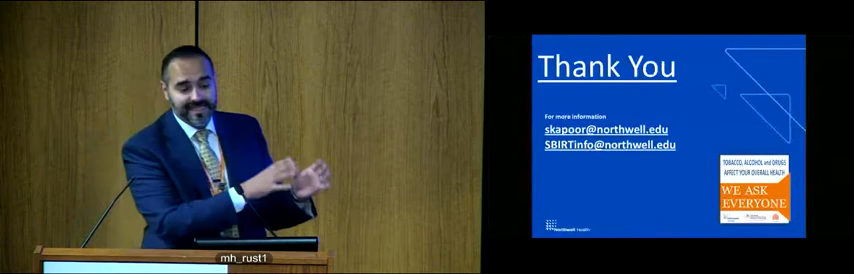 Thank You
For more information
skapoor@northwell.edu
SBIRTinfo@northwell.edu
TOBACCO, ALCOHOL and DRUGS
AFFECT YOUR OVERALL HEALTH
WE ASK
EVERYONE
Northwell Health
mh_rust1